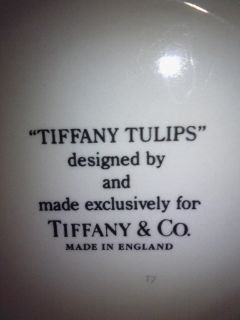 "TIFFANY TULIPS"
designed by
and
made exclusively for
TIFFANY & CO.
MADE IN ENGLAND